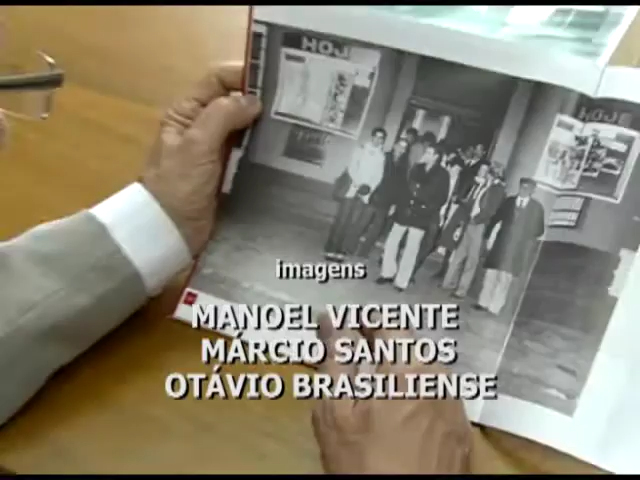 HOJE
HOJE
imagens
MANOEL VICENTE
MÁRCIO SANTOS
OTÁVIO BRASILIENSE